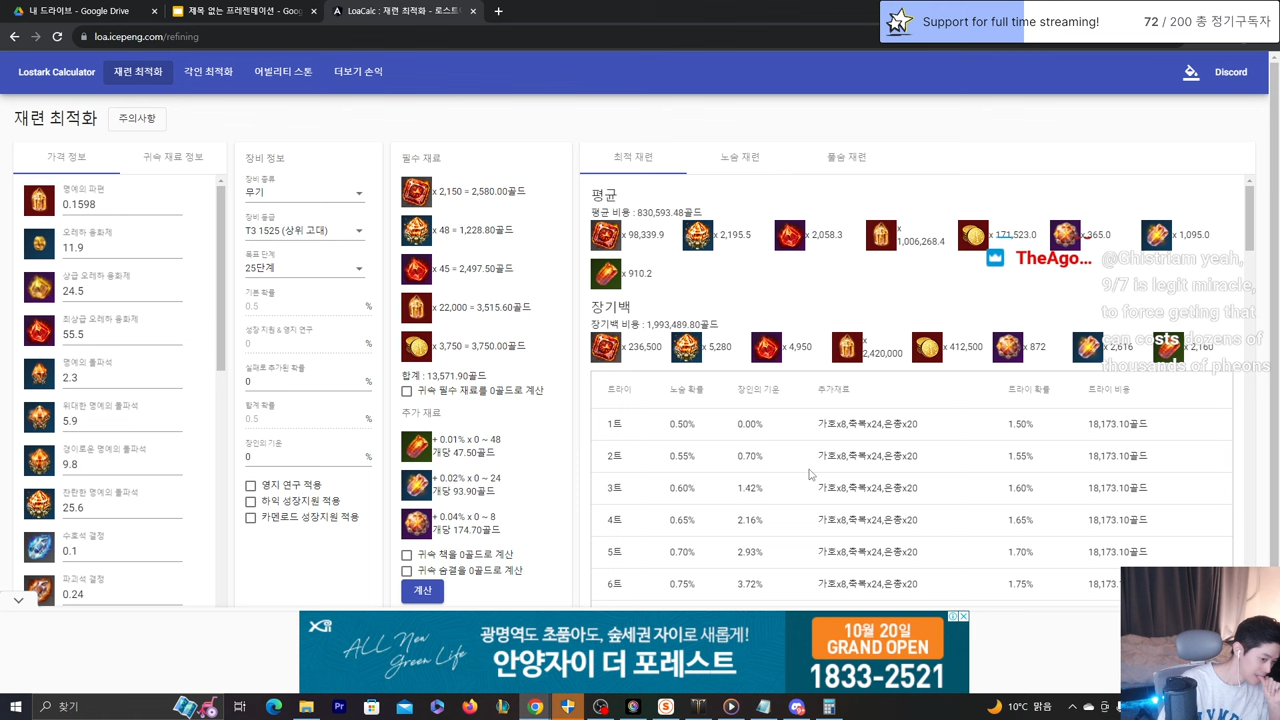 내 드라이브 - Google Drive
제목 없는 프레젠테이션 - Goog
LoaCalc : 재련 최적화 - 로스트
loa.icepeng.com/refining
Support for full time streaming!
72 / 200 총 정기구독자
Lostark Calculator
재련 최적화
각인 최적화
어빌리티 스톤
더보기 손익
Discord
재련 최적화
주의사항
가격 정보
귀속 재료 정보
명예의 파편
0.1598
오레하 융화제
11.9
상급 오레하 융화제
24.5
최상급 오레하 융화제
55.5
명예의 돌파석
2.3
위대한 명예의 돌파석
5.9
경이로운 명예의 돌파석
9.8
찬란한 명예의 돌파석
25.6
수호석 결정
0.1
파괴석 결정
0.24
장비 정보
장비 종류
무기
장비 등급
T3 1525 (상위 고대)
목표 단계
25단계
기본 확률
0.5 %
성장 지원 & 영지 연구
0 %
실패로 추가된 확률
0 %
합계 확률
0.5 %
장인의 기운
0 %
영지 연구 적용
하익 성장지원 적용
카멘로드 성장지원 적용
필수 재료
x 2,150 = 2,580.00골드
x 48 = 1,228.80골드
x 45 = 2,497.50골드
x 22,000 = 3,515.60골드
x 3,750 = 3,750.00골드
합계 : 13,571.90골드
귀속 필수 재료를 0골드로 계산
추가 재료
+ 0.01% x 0 ~ 48
개당 47.50골드
+ 0.02% x 0 ~ 24
개당 93.90골드
+ 0.04% x 0 ~ 8
개당 174.70골드
귀속 책을 0골드로 계산
귀속 숨결을 0골드로 계산
계산
최적 재련
노숨 재련
풀숨 재련
평균
평균 비용 : 830,593.48골드
x 98,339.9
x 2,195.5
x 2,058.3
x 1,006,268.4
x 171,523.0
x 365.0
x 1,095.0
x 910.2
장기백
장기백 비용 : 1,993,489.80골드
x 236,500
x 5,280
x 4,950
x 2,420,000
x 412,500
x 872
x 2,616
x 2,180
트라이 노숨 확률 장인의 기운 추가재료 트라이 확률 트라이 비용
1트 0.50% 0.00% 가호x8,축복x24,은총x20 1.50% 18,173.10골드
2트 0.55% 0.70% 가호x8,축복x24,은총x20 1.55% 18,173.10골드
3트 0.60% 1.42% 가호x8,축복x24,은총x20 1.60% 18,173.10골드
4트 0.65% 2.16% 가호x8,축복x24,은총x20 1.65% 18,173.10골드
5트 0.70% 2.93% 가호x8,축복x24,은총x20 1.70% 18,173.10골드
6트 0.75% 3.72% 가호x8,축복x24,은총x20 1.75% 18,173.
TheAgo...
@Ghistriam yeah,
9/7 is legit miracle,
to force geting that
can costs dozens of
thousands of pheons
ALL New
Green Life
광명역도 초품아도, 숲세권 자이로 새롭게!
안양자이 더 포레스트
10월 20일
GRAND OPEN
1833-2521
찾기
10°C 맑음